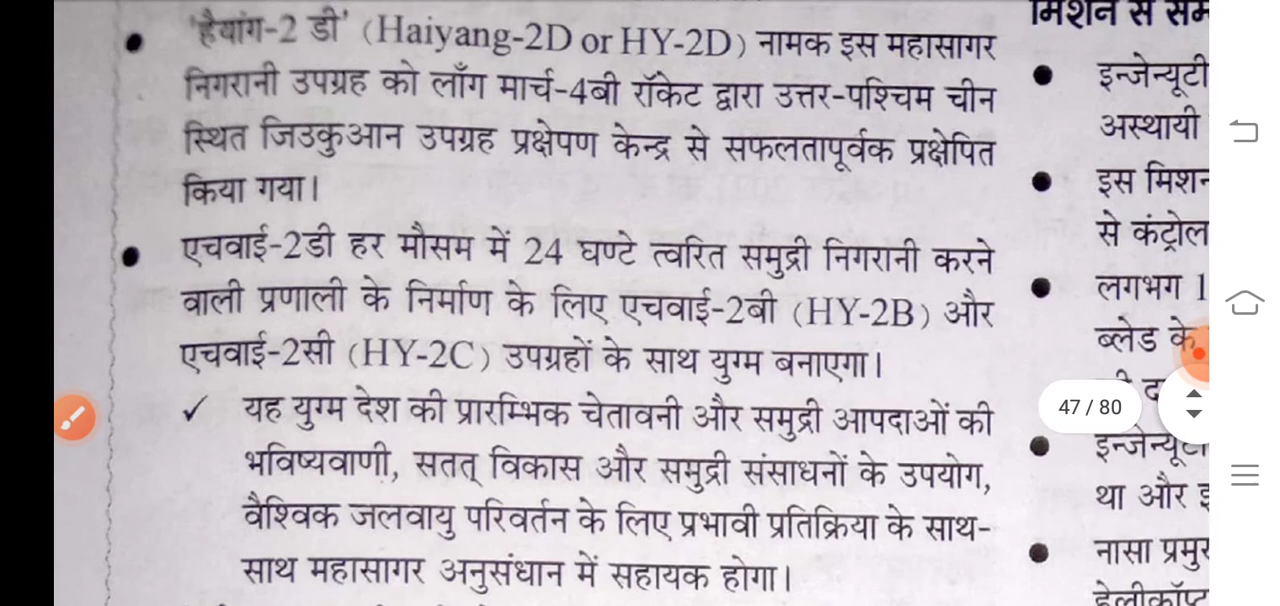 'हैयांग-2 डी' (Haiyang-2D or HY-2D) नामक इस महासागर
निगरानी उपग्रह को लाँग मार्च-4बी रॉकेट द्वारा उत्तर-पश्चिम चीन
स्थित जिउकुआन उपग्रह प्रक्षेपण केन्द्र से सफलतापूर्वक प्रक्षेपित
किया गया।
एचवाई-2डी हर मौसम में 24 घण्टे त्वरित समुद्री निगरानी करने
वाली प्रणाली के निर्माण के लिए एचवाई-2बी (HY-2B) और
एचवाई-2सी (HY-2C) उपग्रहों के साथ युग्म बनाएगा।
✓ यह युग्म देश की प्रारम्भिक चेतावनी और समुद्री आपदाओं की
भविष्यवाणी, सतत् विकास और समुद्री संसाधनों के उपयोग,
वैश्विक जलवायु परिवर्तन के लिए प्रभावी प्रतिक्रिया के साथ-
साथ महासागर अनुसंधान में सहायक होगा।
मिशन से
इन्जेन्यूटी
अस्थायी
इस मिशन
से कंट्रोल
लगभग 1
ब्लेड के
47 / 80
था और
नासा